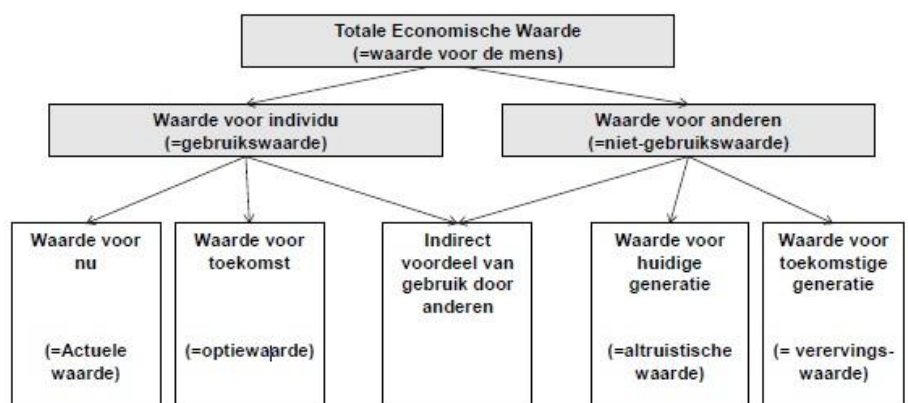 Totale Economische Waarde
(=waarde voor de mens)
Waarde voor individu
(=gebruikswaarde)
Waarde voor anderen
(=niet-gebruikswaarde)
Waarde voor
nu
(=Actuele
waarde)
Waarde voor
toekomst
(=optiewaarde)
Indirect
voordeel van
gebruik door
anderen
Waarde voor
huidige
generatie
(=altruistische
waarde)
Waarde voor
toekomstige
generatie
(= verervings-
waarde)